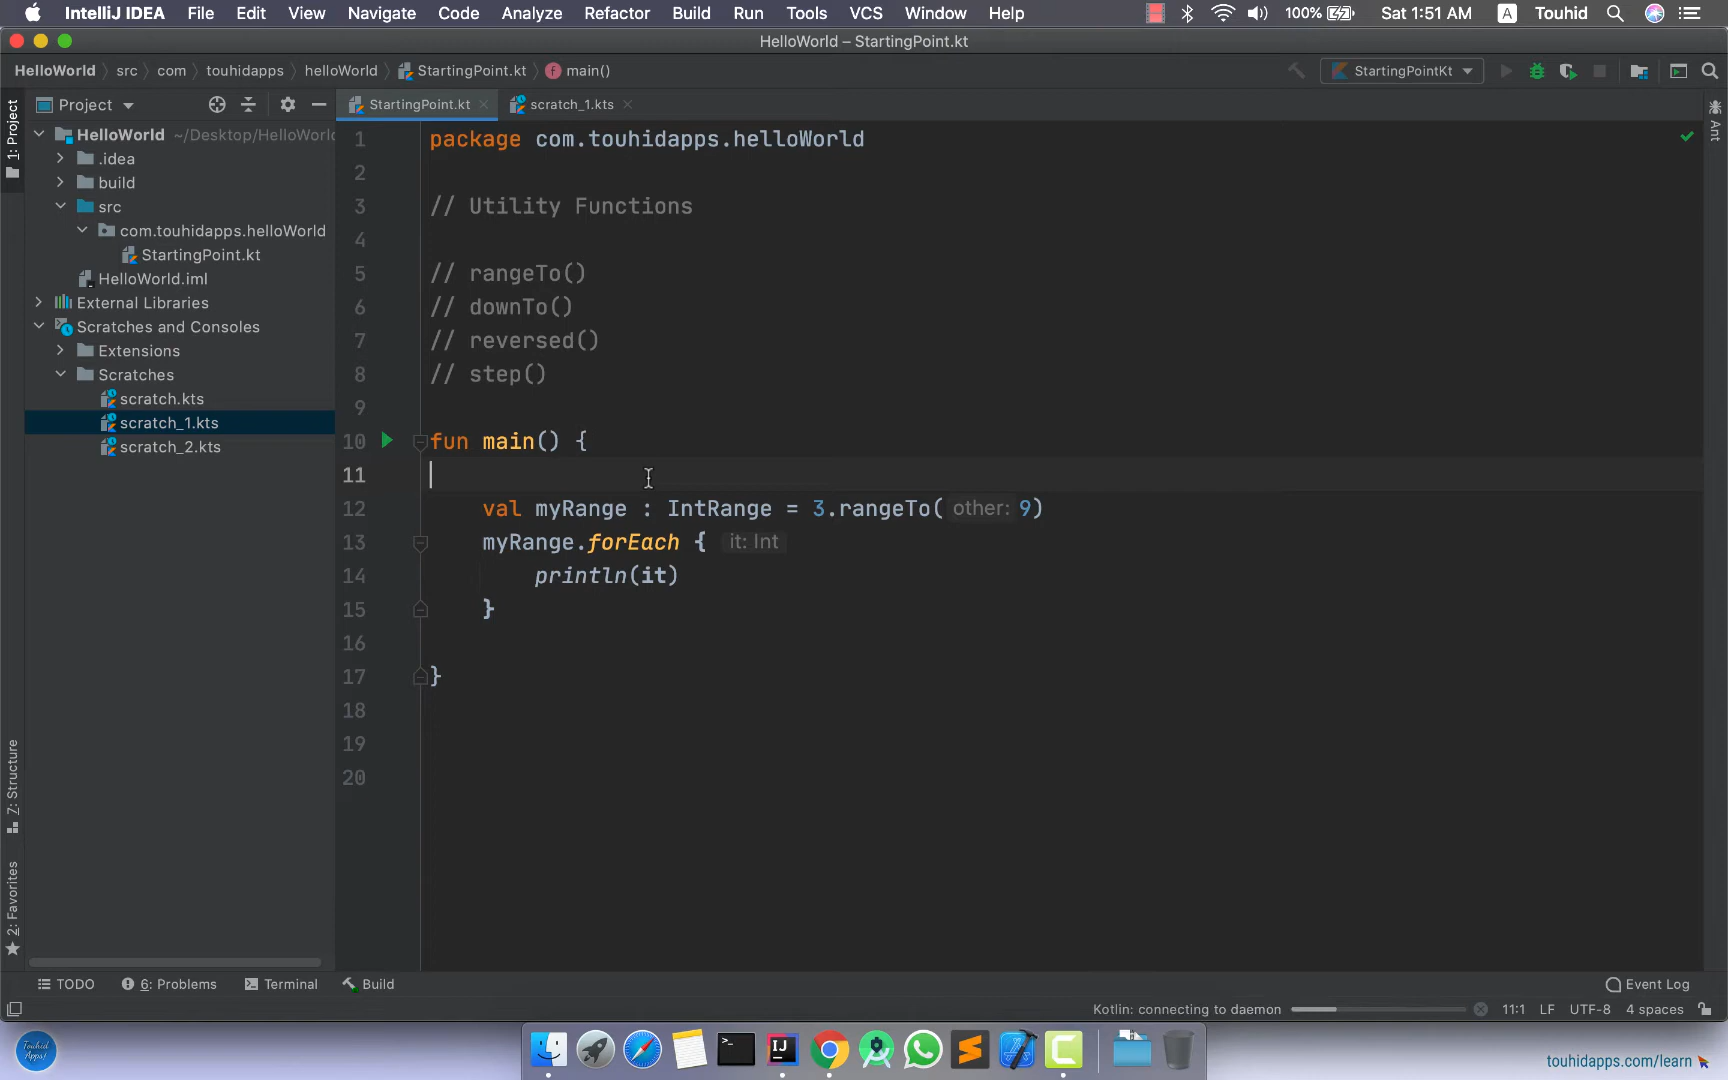 IntelliJ IDEA File Edit View Navigate Code Analyze Refactor Build Run Tools VCS Window Help 100% Sat 1:51 AM A Touhid
HelloWorld – StartingPoint.kt
HelloWorld src com touhidapps helloWorld StartingPoint.kt f main() StartingPointKt
Project StartingPoint.kt scratch_1.kts
1: Project
Ant
HelloWorld ~/Desktop/HelloWorld
.idea
build
src
com.touhidapps.helloWorld
StartingPoint.kt
HelloWorld.iml
External Libraries
Scratches and Consoles
Extensions
Scratches
scratch.kts
scratch_1.kts
scratch_2.kts
7: Structure
2: Favorites
1 package com.touhidapps.helloWorld
2
3 // Utility Functions
4
5 // rangeTo()
6 // downTo()
7 // reversed()
8 // step()
9
10 fun main() {
11
12 val myRange : IntRange = 3.rangeTo( other: 9)
13 myRange.forEach { it: Int
14 println(it)
15 }
16
17 }
18
19
20
TODO 6: Problems Terminal Build Event Log
Kotlin: connecting to daemon 11:1 LF UTF-8 4 spaces
Touhid Apps!
IJ
touhidapps.com/learn